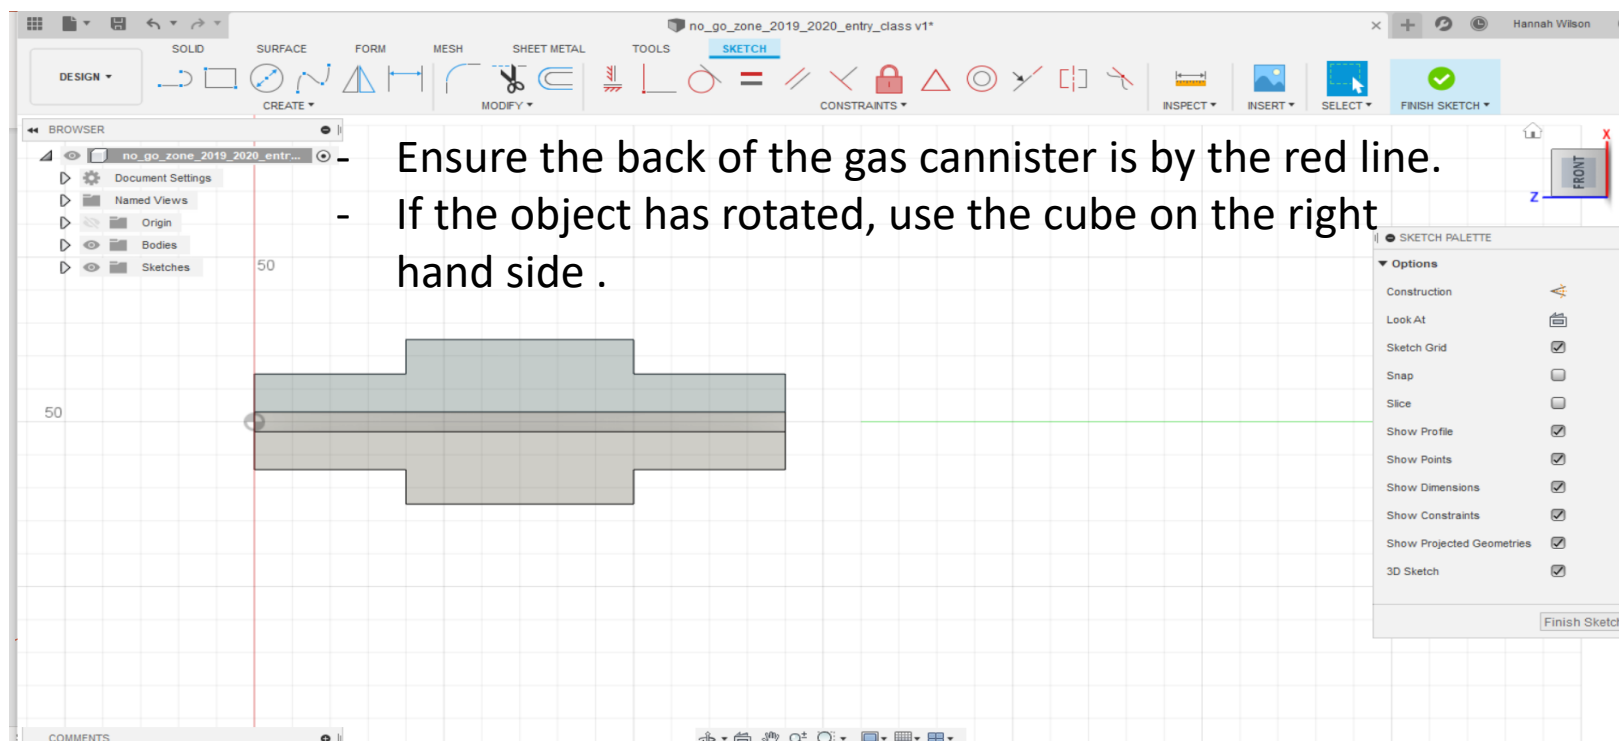 no_go_zone_2019_2020_entry_class v1*
Hannah Wilson
SOLID SURFACE FORM MESH SHEET METAL TOOLS SKETCH
DESIGN
CREATE MODIFY CONSTRAINTS INSPECT INSERT SELECT FINISH SKETCH
BROWSER
no_go_zone_2019_2020_entr...
Document Settings
Named Views
Origin
Bodies
Sketches
- Ensure the back of the gas cannister is by the red line.
- If the object has rotated, use the cube on the right
hand side .
X
FRONT
Z
50
50
SKETCH PALETTE
Options
Construction
Look At
Sketch Grid
Snap
Slice
Show Profile
Show Points
Show Dimensions
Show Constraints
Show Projected Geometries
3D Sketch
Finish Sketch
COMMENTS